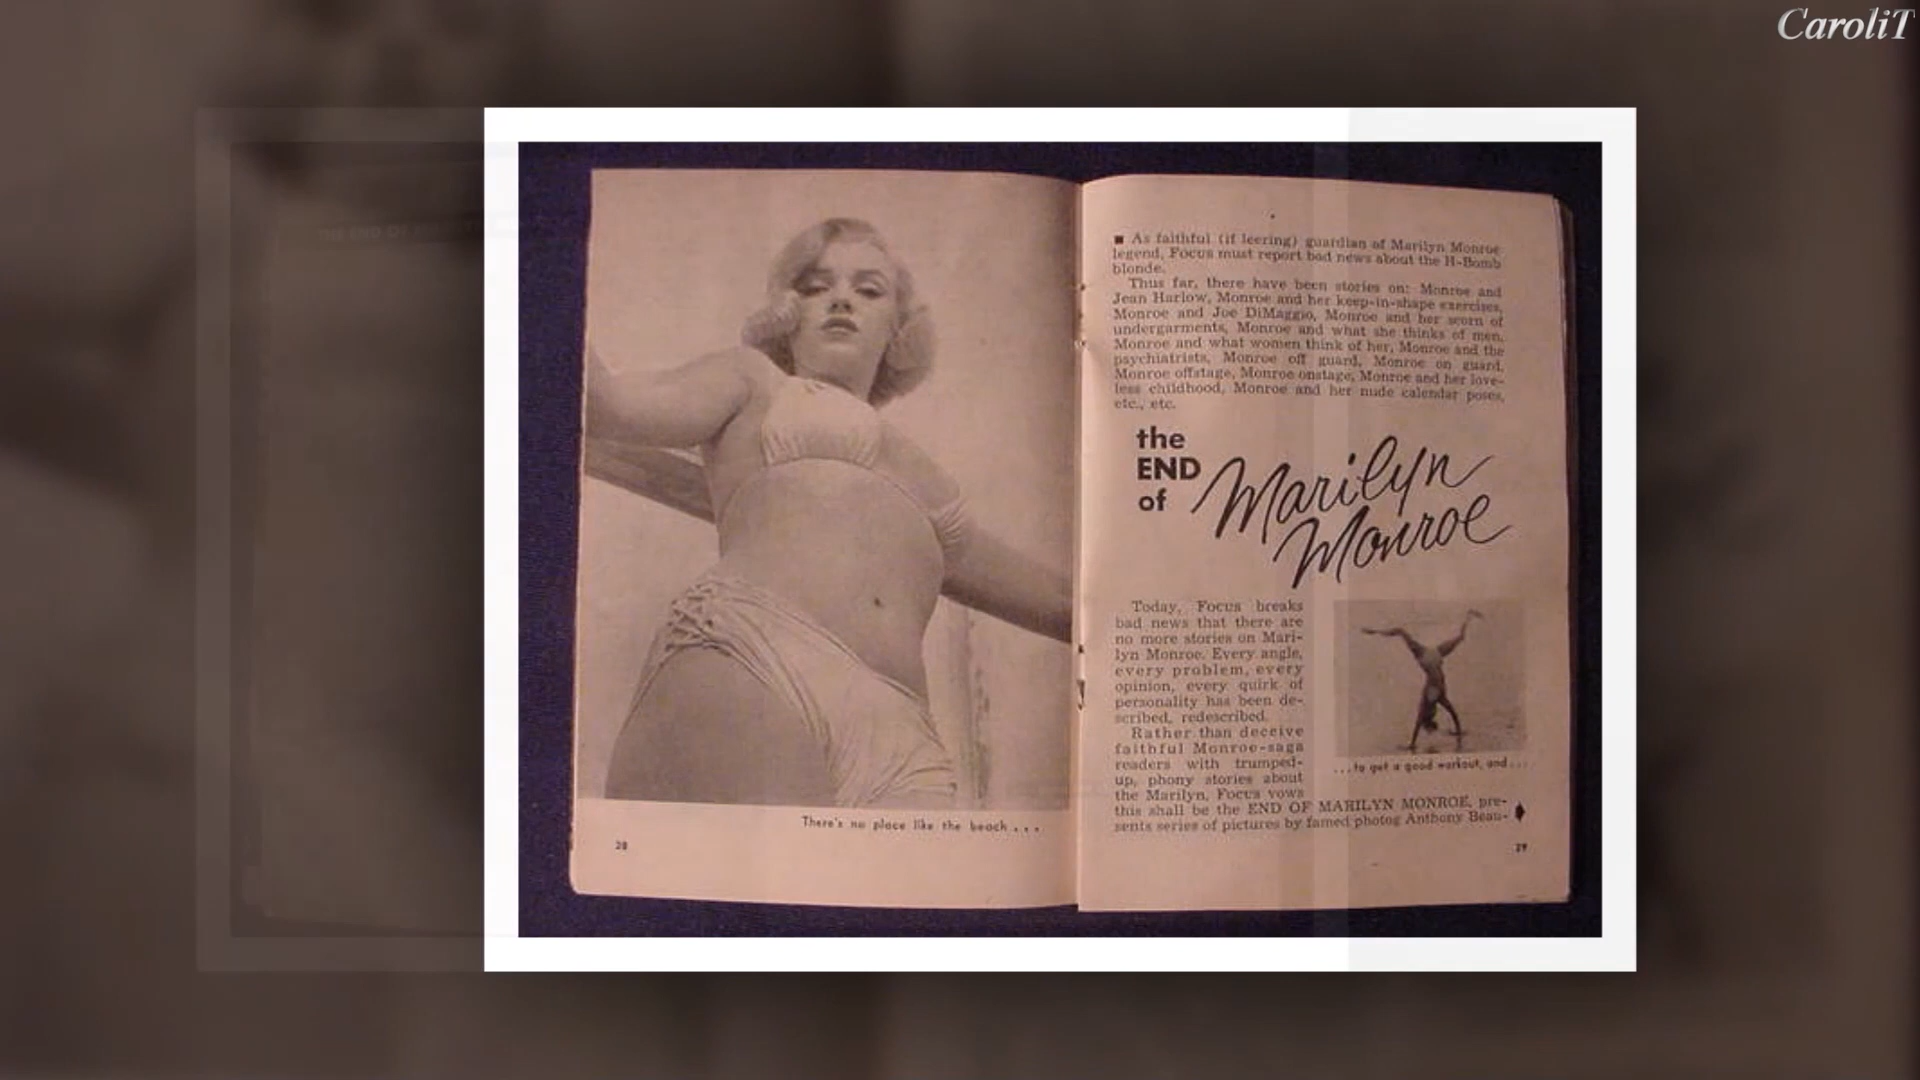 CarolíT
There's no place like the beach...
28
■ As faithful (if leering) guardian of Marilyn Monroe
legend, Focus must report bad news about the H-Bomb
blonde.
Thus far, there have been stories on: Monroe and
Jean Harlow, Monroe and her keep-in-shape exercises,
Monroe and Joe DiMaggio, Monroe and her scorn of
undergarments, Monroe and what she thinks of men,
Monroe and what women think of her, Monroe and the
psychiatrists, Monroe off guard, Monroe on guard,
Monroe offstage, Monroe onstage, Monroe and her love-
less childhood, Monroe and her nude calendar poses,
etc., etc.
the
END
of
Marilyn
Monroe
Today, Focus breaks
bad news that there are
no more stories on Mari-
lyn Monroe. Every angle,
every problem, every
opinion, every quirk of
personality has been de-
scribed, redescribed.
Rather than deceive
faithful Monroe-saga
readers with trumped-
up, phony stories about
the Marilyn, Focus vows
this shall be the END OF MARILYN MONROE, pre-
sents series of pictures by famed photog Anthony Beau-
...to get a good workout, and...
29